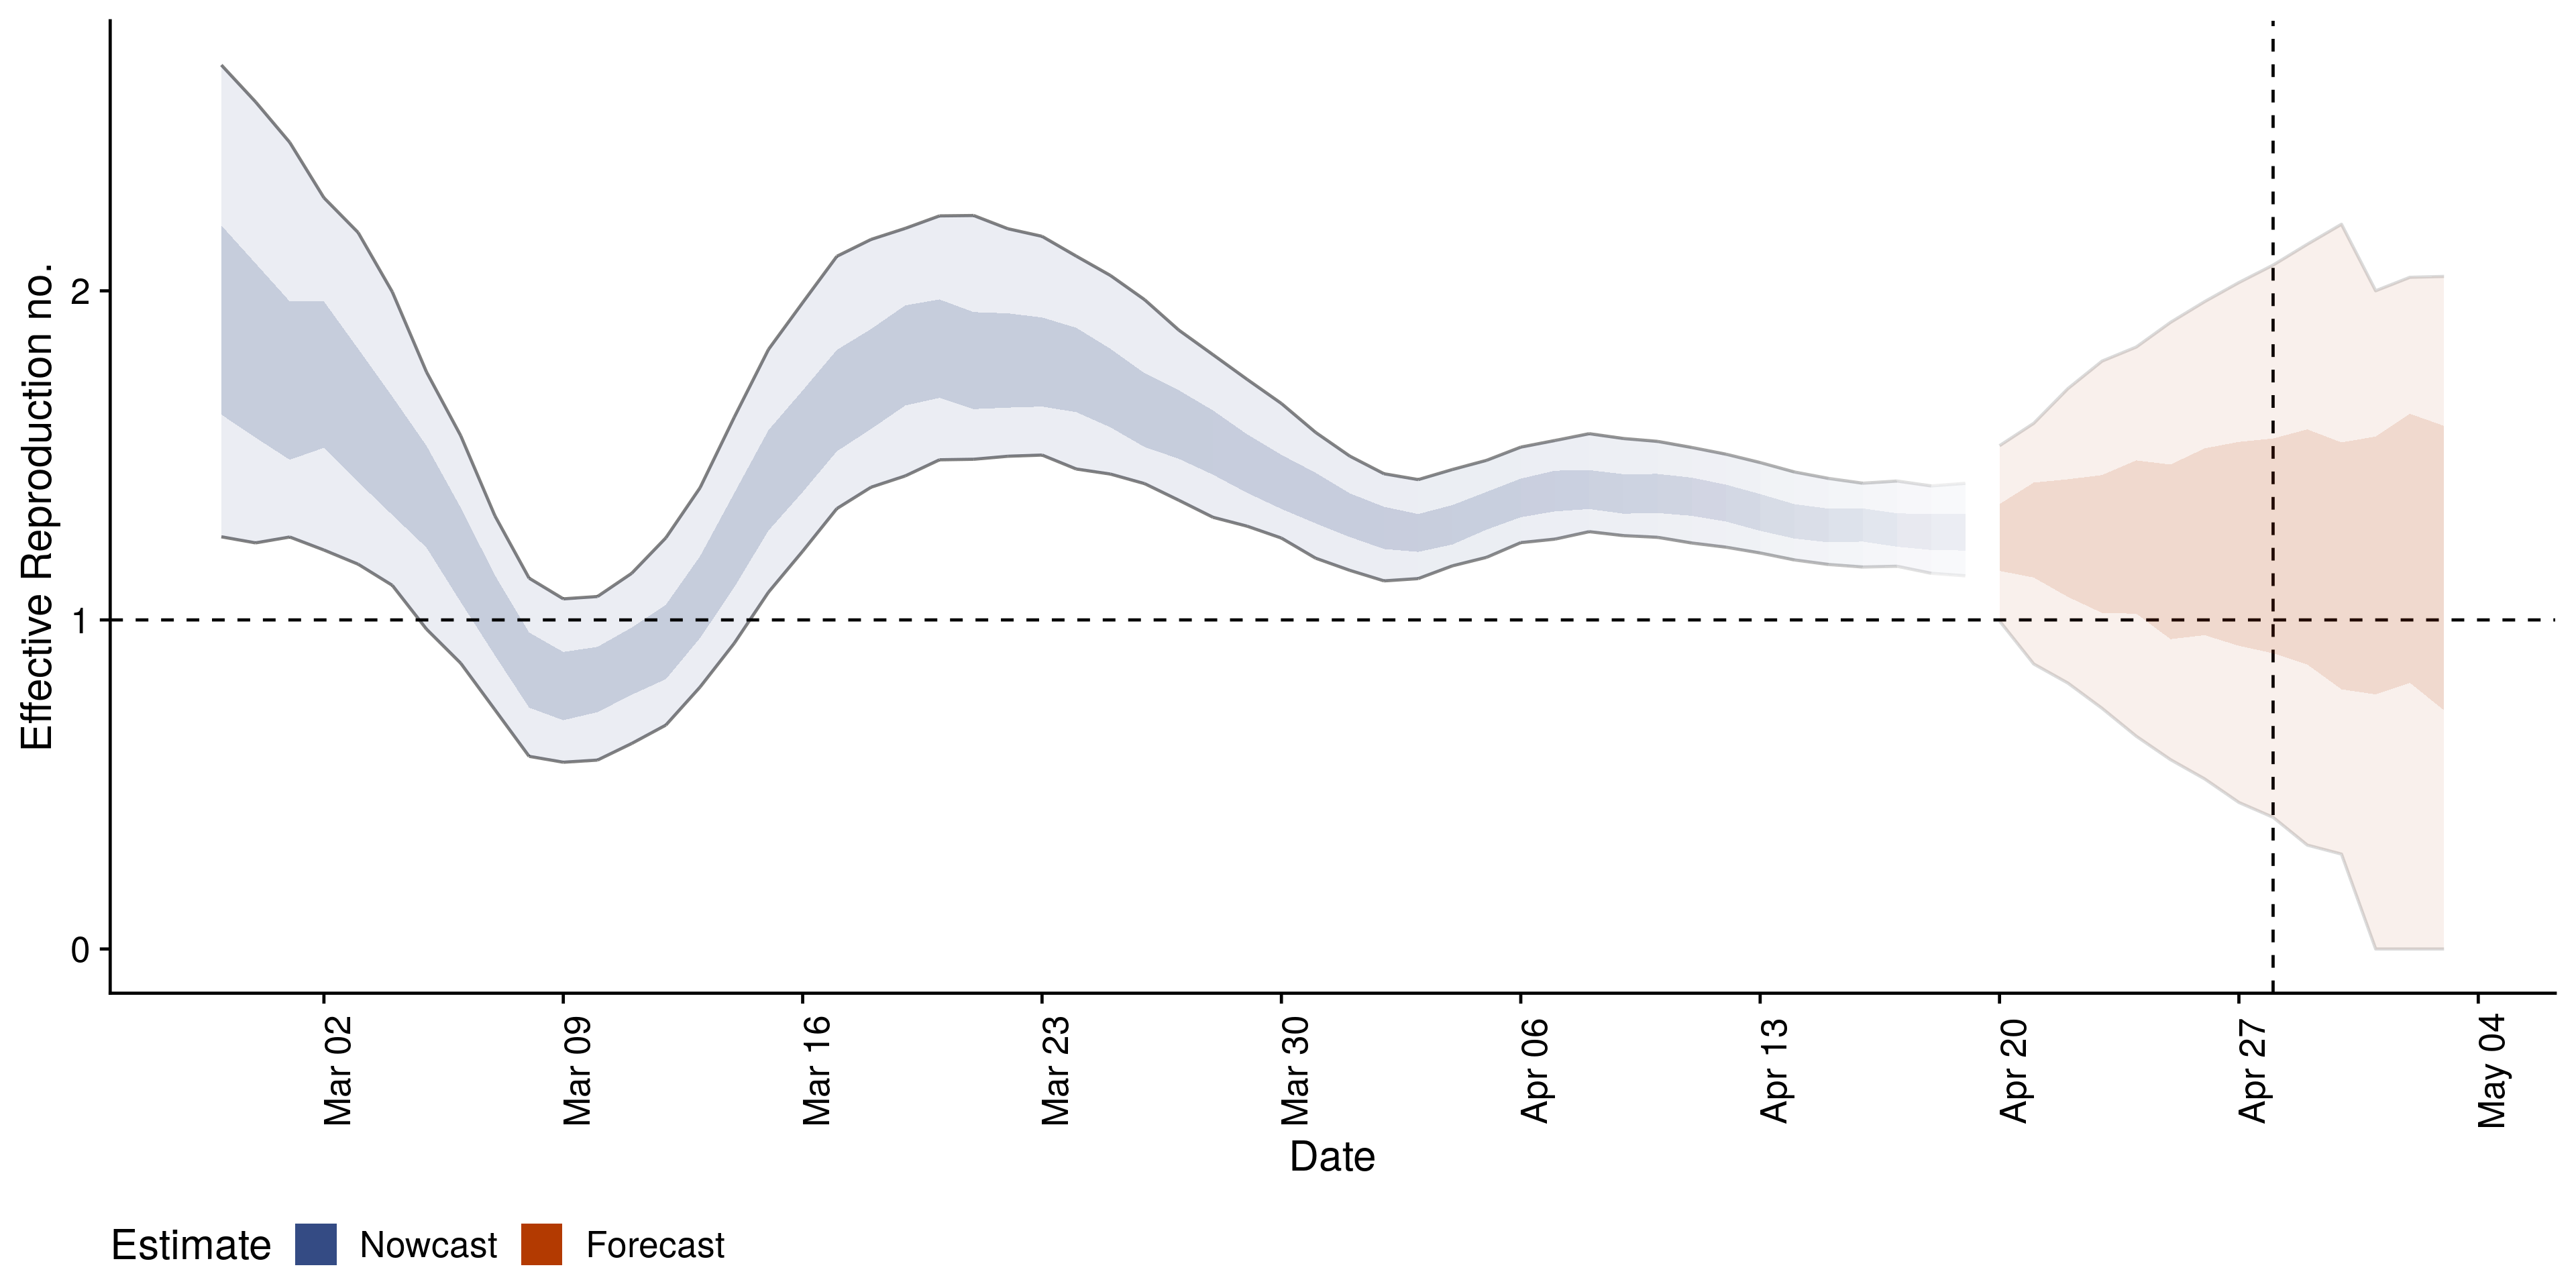 Effective Reproduction no.
2
1
0
Mar 02
Mar 09
Mar 16
Mar 23
Mar 30
Apr 06
Apr 13
Apr 20
Apr 27
May 04
Date
Estimate Nowcast Forecast